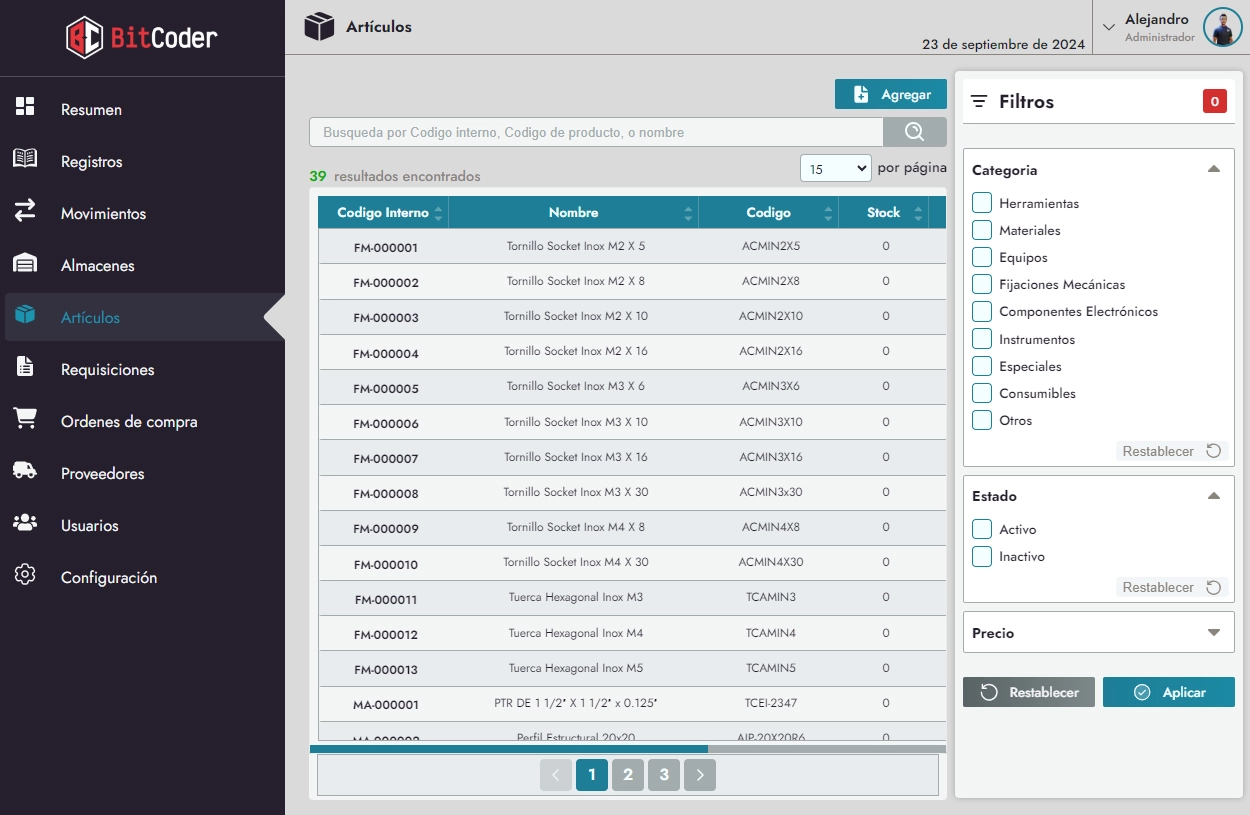 BitCoder
Resumen
Registros
Movimientos
Almacenes
Artículos
Requisiciones
Ordenes de compra
Proveedores
Usuarios
Configuración
Artículos
23 de septiembre de 2024
Alejandro
Administrador
Agregar
Busqueda por Codigo interno, Codigo de producto, o nombre
39 resultados encontrados
15 por página
Codigo Interno Nombre Codigo Stock
FM-000001 Tornillo Socket Inox M2 X 5 ACMIN2X5 0
FM-000002 Tornillo Socket Inox M2 X 8 ACMIN2X8 0
FM-000003 Tornillo Socket Inox M2 X 10 ACMIN2X10 0
FM-000004 Tornillo Socket Inox M2 X 16 ACMIN2X16 0
FM-000005 Tornillo Socket Inox M3 X 6 ACMIN3X6 0
FM-000006 Tornillo Socket Inox M3 X 10 ACMIN3X10 0
FM-000007 Tornillo Socket Inox M3 X 16 ACMIN3X16 0
FM-000008 Tornillo Socket Inox M3 X 30 ACMIN3x30 0
FM-000009 Tornillo Socket Inox M4 X 8 ACMIN4X8 0
FM-000010 Tornillo Socket Inox M4 X 30 ACMIN4X30 0
FM-000011 Tuerca Hexagonal Inox M3 TCAMIN3 0
FM-000012 Tuerca Hexagonal Inox M4 TCAMIN4 0
FM-000013 Tuerca Hexagonal Inox M5 TCAMIN5 0
MA-000001 PTR DE 1 1/2" X 1 1/2" x 0.125" TCEI-2347 0
MA-000002 Perfil Estructural 20x20 AIP-20X20R6 0
1 2 3
Filtros
0
Categoria
Herramientas
Materiales
Equipos
Fijaciones Mecánicas
Componentes Electrónicos
Instrumentos
Especiales
Consumibles
Otros
Restablecer
Estado
Activo
Inactivo
Restablecer
Precio
Restablecer
Aplicar